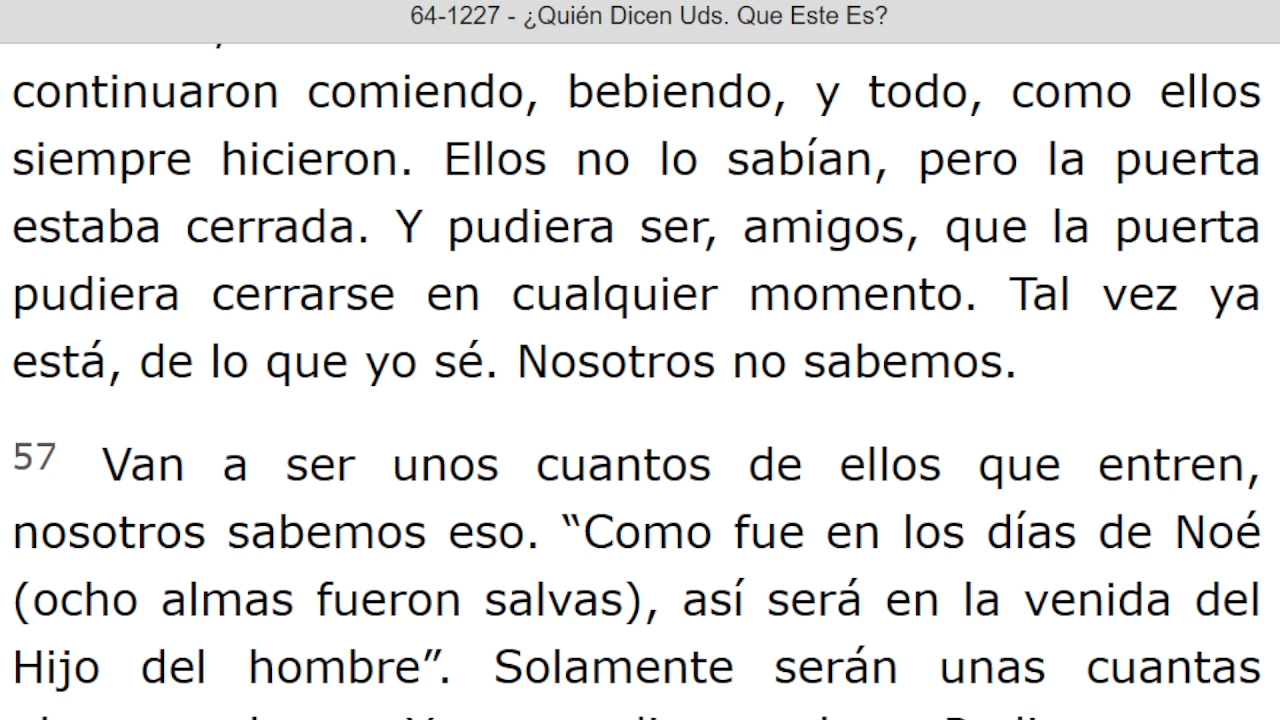 64-1227 - ¿Quién Dicen Uds. Que Este Es?
continuaron comiendo, bebiendo, y todo, como ellos
siempre hicieron. Ellos no lo sabían, pero la puerta
estaba cerrada. Y pudiera ser, amigos, que la puerta
pudiera cerrarse en cualquier momento. Tal vez ya
está, de lo que yo sé. Nosotros no sabemos.
57 Van a ser unos cuantos de ellos que entren,
nosotros sabemos eso. “Como fue en los días de Noé
(ocho almas fueron salvas), así será en la venida del
Hijo del hombre”. Solamente serán unas cuantas